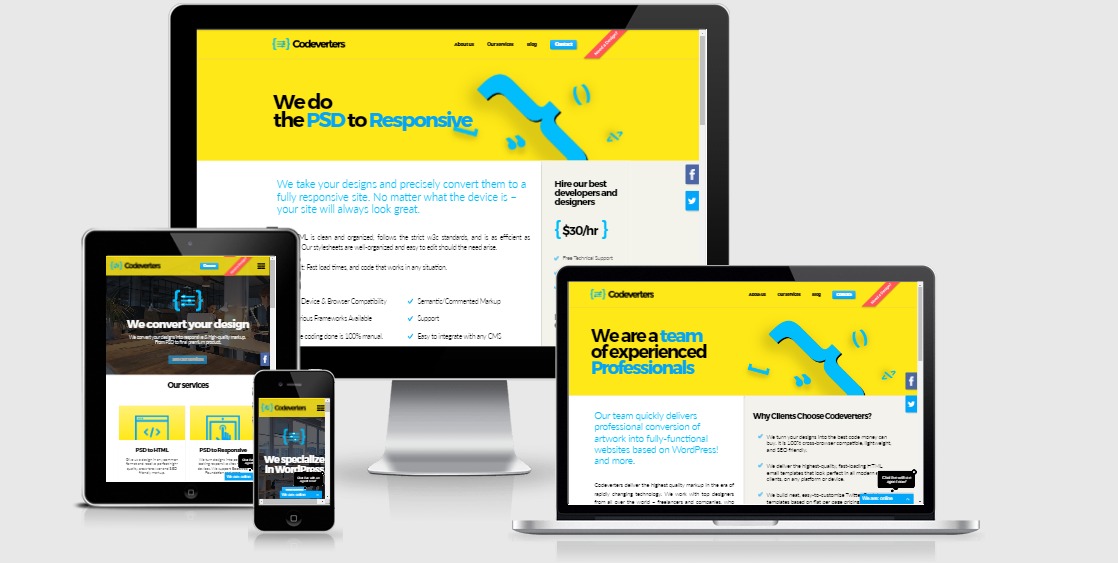 Codeverters
About us Our services Blog Contact
We do
the PSD to Responsive
We take your designs and precisely convert them to a
fully responsive site. No matter what the device is –
your site will always look great.
ML is clean and organized, follows the strict w3c standards, and is as efficient as
Our stylesheets are well-organized and easy to edit should the need arise.
t: Fast load times, and code that works in any situation.
Device & Browser Compatibility
Semantic/Commented Markup
ious Frameworks Available
Support
e coding done is 100% manual.
Easy to integrate with any CMS
Hire our best
developers and
designers
{ $30/hr }
Free Technical Support
Codeverters
We convert your design
We convert your designs into responsive & high-quality markup.
From PSD to final premium product.
Our services
PSD to HTML
PSD to Responsive
We are online
Codeverters
We specialize
in WordPress
We are online
Codeverters
About us Our services Blog Contact
We are a team
of experienced
Professionals
Our team quickly delivers
professional conversion of
artwork into fully-functional
websites based on WordPress!
and more.
Codeverters deliver the highest quality markup in the era of
rapidly changing technology. We work with top designers
from all over the world – freelancers and companies, who
Why Clients Choose Codeverters?
We turn your designs into the best code money can
buy. It is 100% cross-browser compatible, lightweight,
and SEO friendly.
We deliver the highest-quality, fast-loading HTML
email templates that look perfect in all modern
clients, on any platform or device.
We build neat, easy-to-customize Twitter
templates based on flat per page pricing
We are online